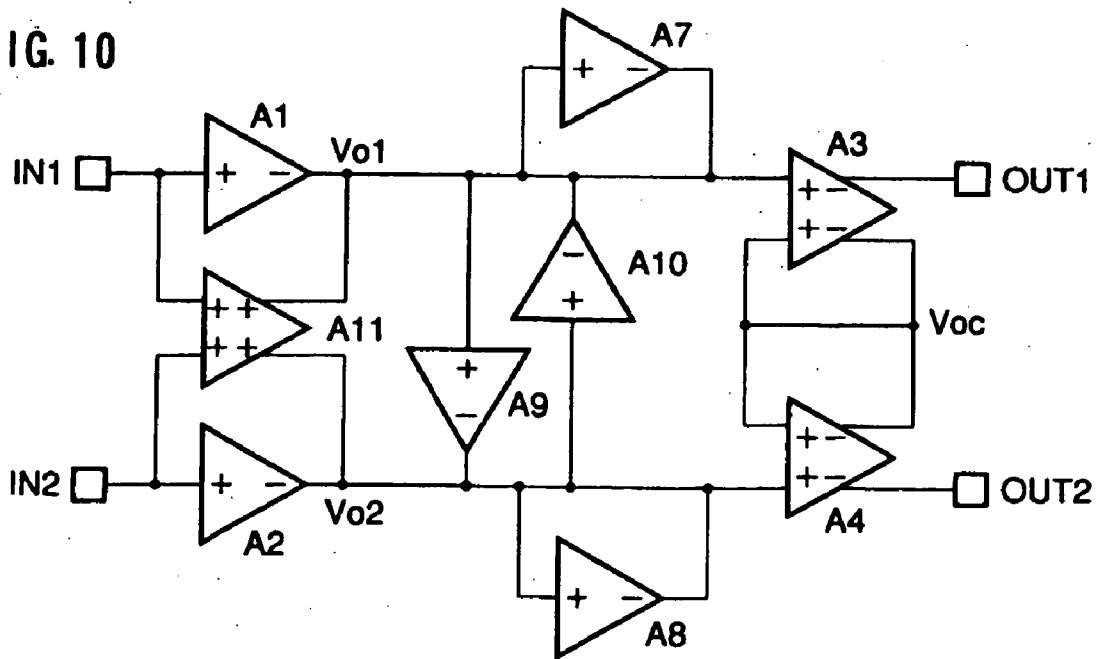 IG. 10
A7
A1
Vo1
A3
IN1
+ −
+ −
+ −
+ −
OUT1
− +
A10
+ +
+ +
A11
Voc
+ −
A9
IN2
+ −
+ −
+ −
OUT2
Vo2
A2
A4
+ −
A8